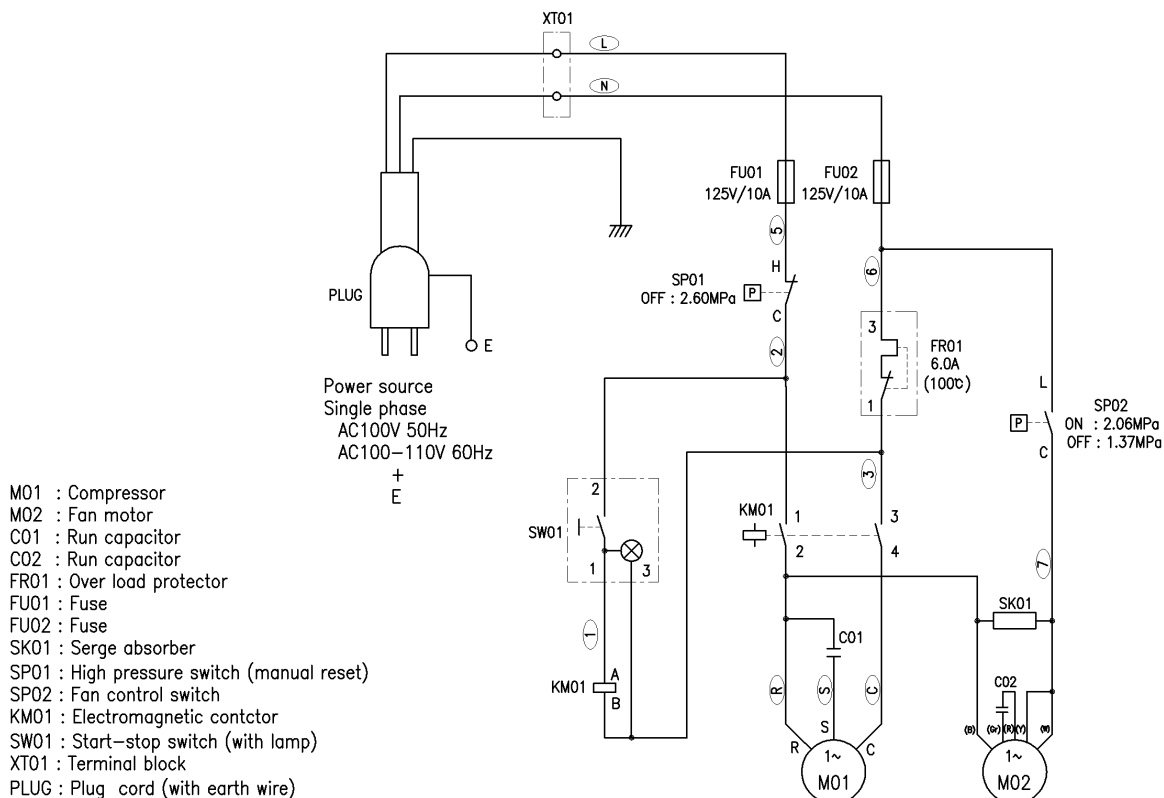 XT01
L
N
FU01
125V/10A
FU02
125V/10A
5
H
SP01
OFF : 2.60MPa
P
C
2
6
3
FR01
6.0A
(100℃)
1
PLUG
E
Power source
Single phase
AC100V 50Hz
AC100-110V 60Hz
+
E
L
SP02
ON : 2.06MPa
OFF : 1.37MPa
P
C
3
2
SW01
1
3
KM01
1
3
2
4
7
SK01
1
KM01
A
B
C01
R
S
C
C02
(B)
(Gr)
(R)
(Y)
(W)
R
S
C
1~
M01
1~
M02
M01 : Compressor
M02 : Fan motor
C01 : Run capacitor
C02 : Run capacitor
FR01 : Over load protector
FU01 : Fuse
FU02 : Fuse
SK01 : Serge absorber
SP01 : High pressure switch (manual reset)
SP02 : Fan control switch
KM01 : Electromagnetic contctor
SW01 : Start-stop switch (with lamp)
XT01 : Terminal block
PLUG : Plug cord (with earth wire)